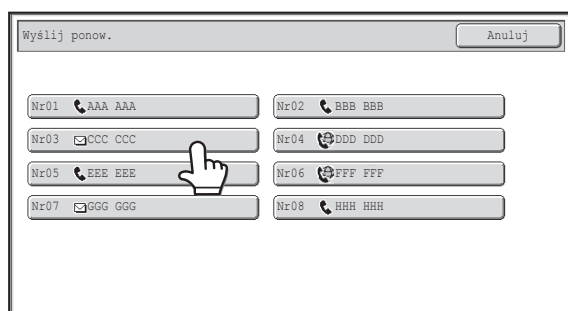 Wyślij ponow. Anuluj
Nr01 AAA AAA Nr02 BBB BBB
Nr03 CCC CCC Nr04 DDD DDD
Nr05 EEE EEE Nr06 FFF FFF
Nr07 GGG GGG Nr08 HHH HHH